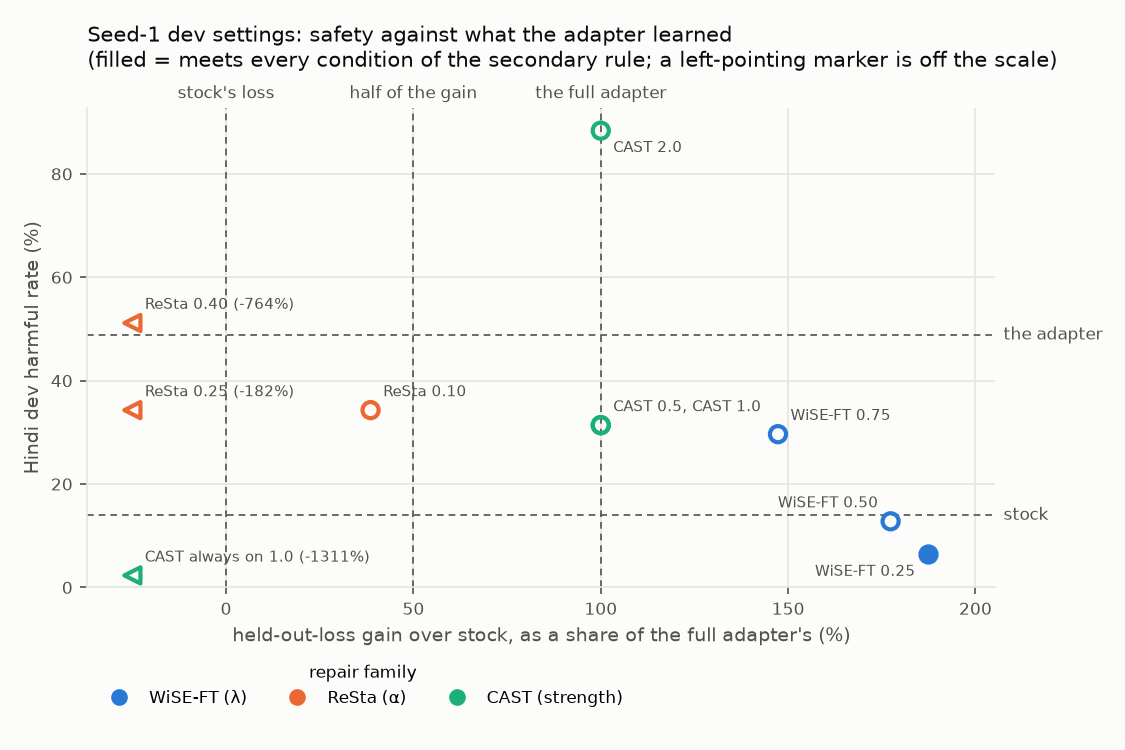 Seed-1 dev settings: safety against what the adapter learned
(filled = meets every condition of the secondary rule; a left-pointing marker is off the scale)
stock's loss
half of the gain
the full adapter
CAST 2.0
80
60
ReSta 0.40 (-764%)
the adapter
40
ReSta 0.25 (-182%)
ReSta 0.10
CAST 0.5, CAST 1.0
WiSE-FT 0.75
20
WiSE-FT 0.50
stock
CAST always on 1.0 (-1311%)
WiSE-FT 0.25
0
Hindi dev harmful rate (%)
0
50
100
150
200
held-out-loss gain over stock, as a share of the full adapter's (%)
repair family
WiSE-FT (λ)
ReSta (α)
CAST (strength)